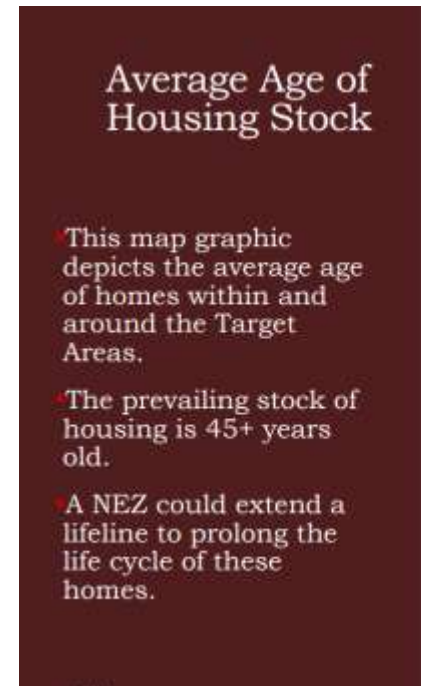 Average Age of
Housing Stock
This map graphic
depicts the average age
of homes within and
around the Target
Areas.
The prevailing stock of
housing is 45+ years
old.
A NEZ could extend a
lifeline to prolong the
life cycle of these
homes.